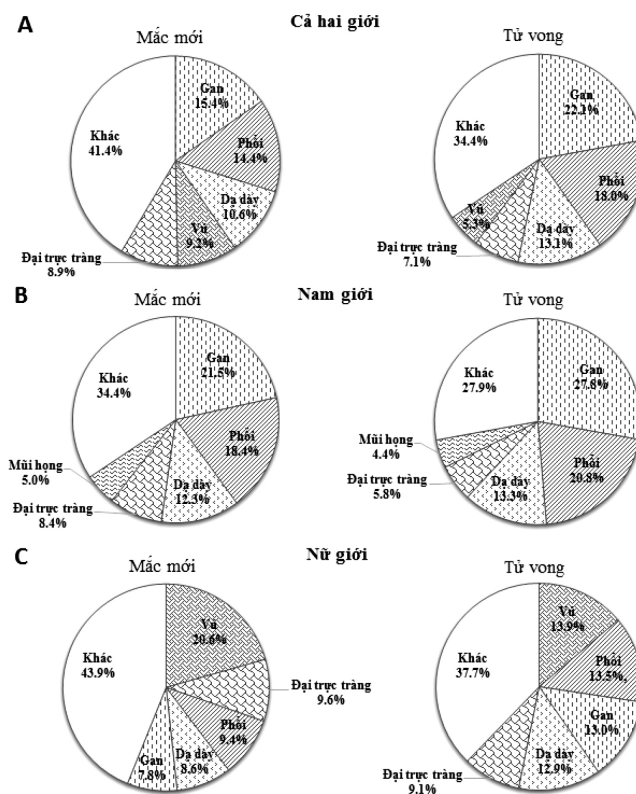 A
Cả hai giới
Mắc mới
Tử vong
Gan
15.4%
Phổi
14.4%
Dạ dày
10.6%
Vú
9.2%
Đại trực tràng
8.9%
Khác
41.4%
Gan
22.1%
Phổi
18.0%
Dạ dày
13.1%
Đại trực tràng
7.1%
Vú
5.3%
Khác
34.4%
B
Nam giới
Mắc mới
Tử vong
Gan
21.5%
Phổi
18.4%
Dạ dày
12.3%
Đại trực tràng
8.4%
Mũi họng
5.0%
Khác
34.4%
Gan
27.8%
Phổi
20.8%
Dạ dày
13.3%
Đại trực tràng
5.8%
Mũi họng
4.4%
Khác
27.9%
C
Nữ giới
Mắc mới
Tử vong
Vú
20.6%
Đại trực tràng
9.6%
Phổi
9.4%
Dạ dày
8.6%
Gan
7.8%
Khác
43.9%
Vú
13.9%
Phổi
13.5%,
Gan
13.0%
Dạ dày
12.9%
Đại trực tràng
9.1%
Khác
37.7%